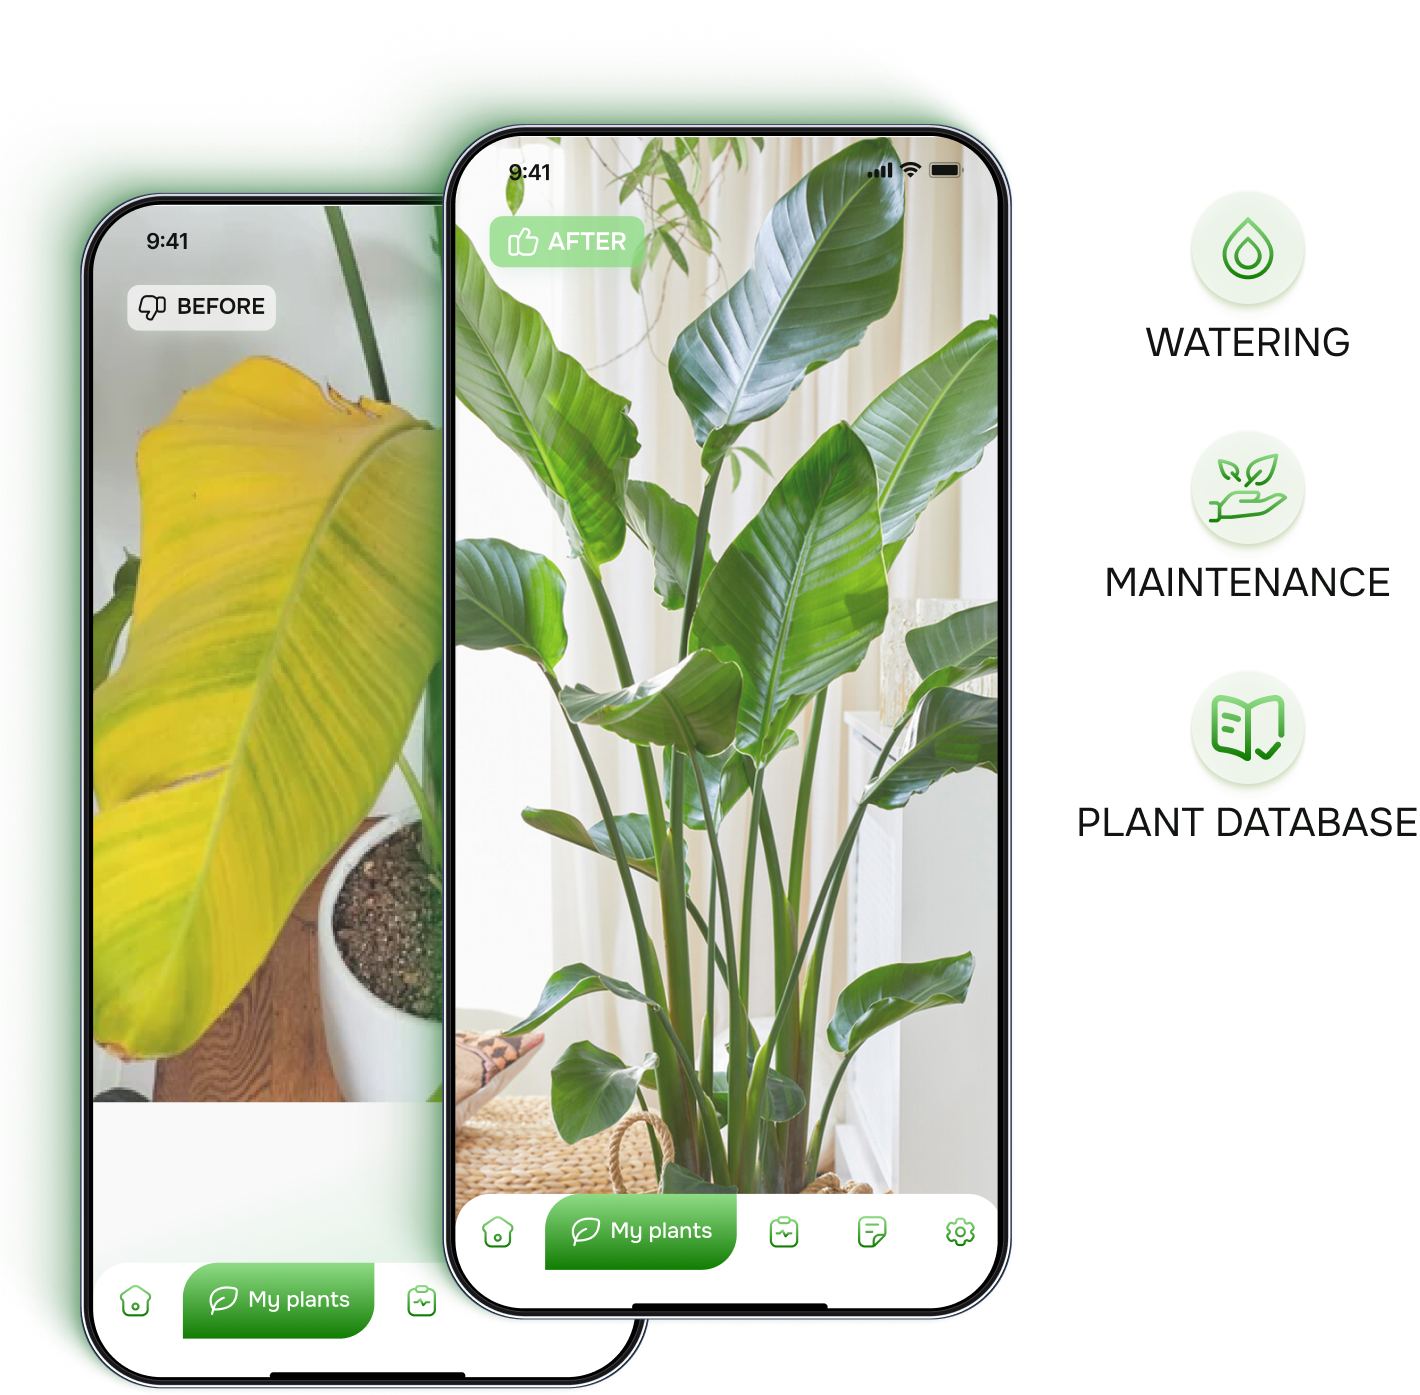 9:41
BEFORE
My plants
9:41
AFTER
My plants
WATERING
MAINTENANCE
PLANT DATABASE